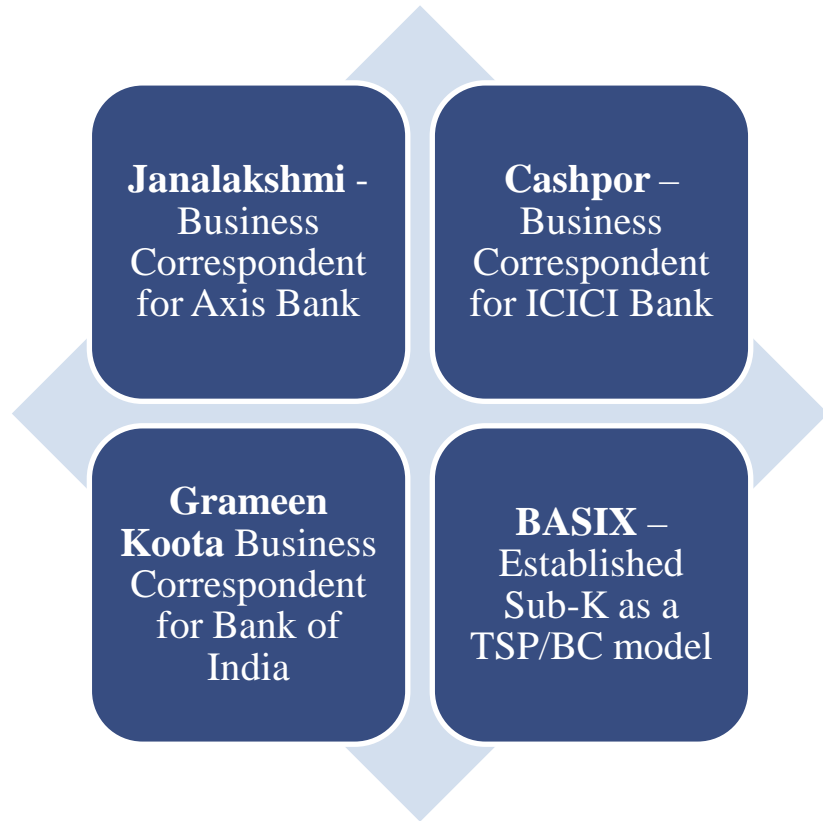 Janalakshmi -
Business
Correspondent
for Axis Bank
Cashpor –
Business
Correspondent
for ICICI Bank
Grameen
Koota Business
Correspondent
for Bank of
India
BASIX –
Established
Sub-K as a
TSP/BC model